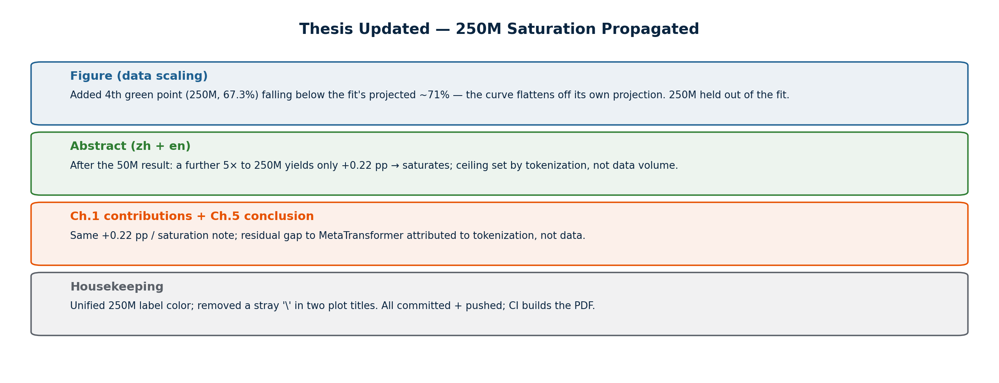 Thesis Updated — 250M Saturation Propagated
Figure (data scaling)
Added 4th green point (250M, 67.3%) falling below the fit's projected ~71% — the curve flattens off its own projection. 250M held out of the fit.
Abstract (zh + en)
After the 50M result: a further 5× to 250M yields only +0.22 pp → saturates; ceiling set by tokenization, not data volume.
Ch.1 contributions + Ch.5 conclusion
Same +0.22 pp / saturation note; residual gap to MetaTransformer attributed to tokenization, not data.
Housekeeping
Unified 250M label color; removed a stray '\' in two plot titles. All committed + pushed; CI builds the PDF.